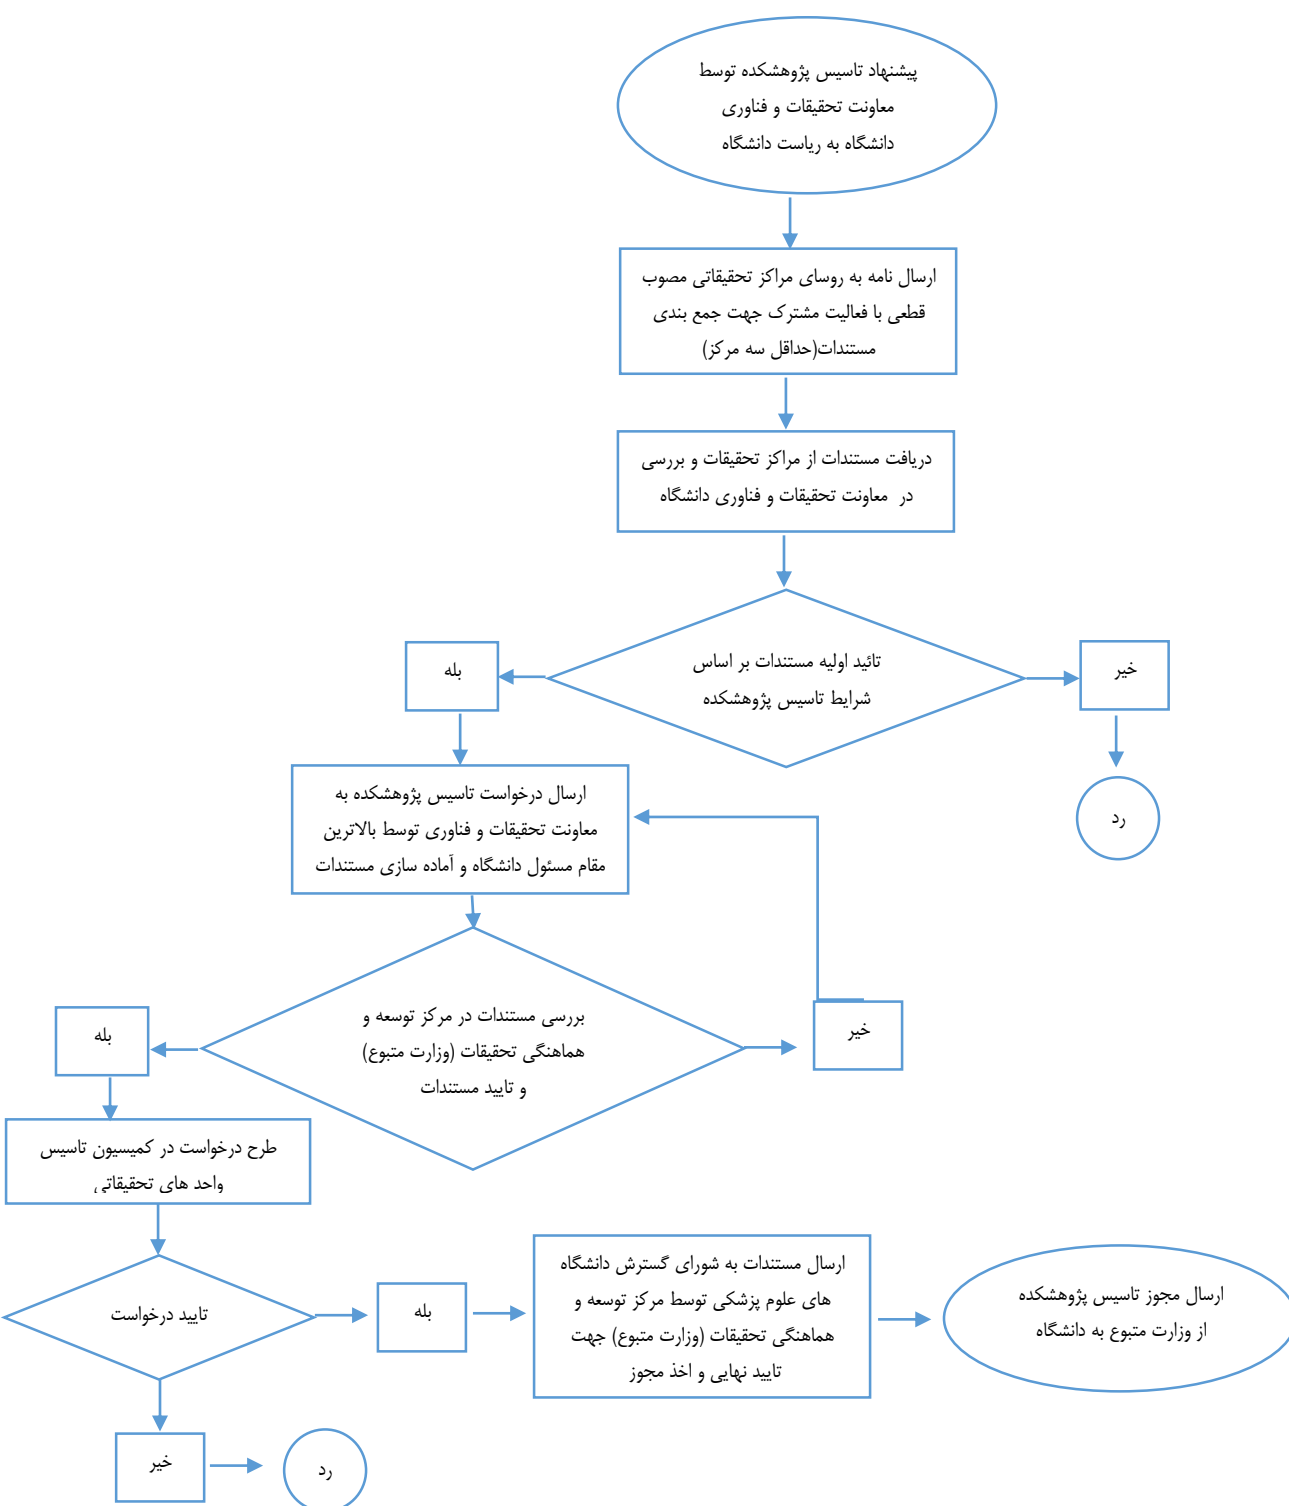 پیشنهاد تاسیس پژوهشکده توسط
معاونت تحقیقات و فناوری
دانشگاه به ریاست دانشگاه
ارسال نامه به روسای مراکز تحقیقاتی مصوب
قطعی با فعالیت مشترک جهت جمع بندی
مستندات(حداقل سه مرکز)
دریافت مستندات از مراکز تحقیقات و بررسی
در معاونت تحقیقات و فناوری دانشگاه
تائید اولیه مستندات بر اساس
شرایط تاسیس پژوهشکده
خیر
بله
رد
ارسال درخواست تاسیس پژوهشکده به
معاونت تحقیقات و فناوری توسط بالاترین
مقام مسئول دانشگاه و آماده سازی مستندات
بررسی مستندات در مرکز توسعه و
هماهنگی تحقیقات (وزارت متبوع)
و تایید مستندات
خیر
بله
طرح درخواست در کمیسیون تاسیس
واحد های تحقیقاتی
تایید درخواست
بله
ارسال مستندات به شورای گسترش دانشگاه
های علوم پزشکی توسط مرکز توسعه و
هماهنگی تحقیقات (وزارت متبوع) جهت
تایید نهایی و اخذ مجوز
ارسال مجوز تاسیس پژوهشکده
از وزارت متبوع به دانشگاه
خیر
رد